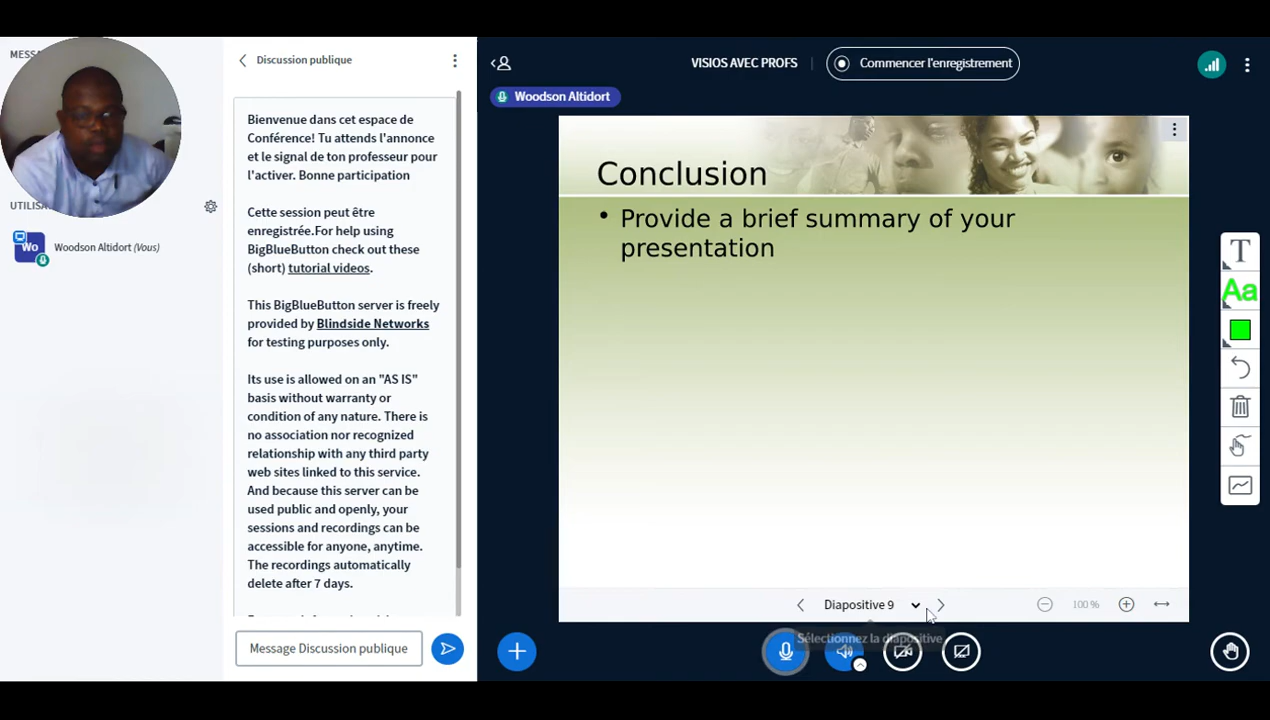 MESSA
UTILISA
Wo
Woodson Altidort (Vous)
Discussion publique
Bienvenue dans cet espace de
Conférence! Tu attends l'annonce
et le signal de ton professeur pour
l'activer. Bonne participation
Cette session peut être
enregistrée.For help using
BigBlueButton check out these
(short) tutorial videos.
This BigBlueButton server is freely
provided by Blindside Networks
for testing purposes only.
Its use is allowed on an "AS IS"
basis without warranty or
condition of any nature. There is
no association nor recognized
relationship with any third party
web sites linked to this service.
And because this server can be
used public and openly, your
sessions and recordings can be
accessible for anyone, anytime.
The recordings automatically
delete after 7 days.
Message Discussion publique
VISIOS AVEC PROFS
Commencer l'enregistrement
Woodson Altidort
Conclusion
• Provide a brief summary of your
presentation
T
Aa
Diapositive 9
100 %
Sélectionnez la diapositive